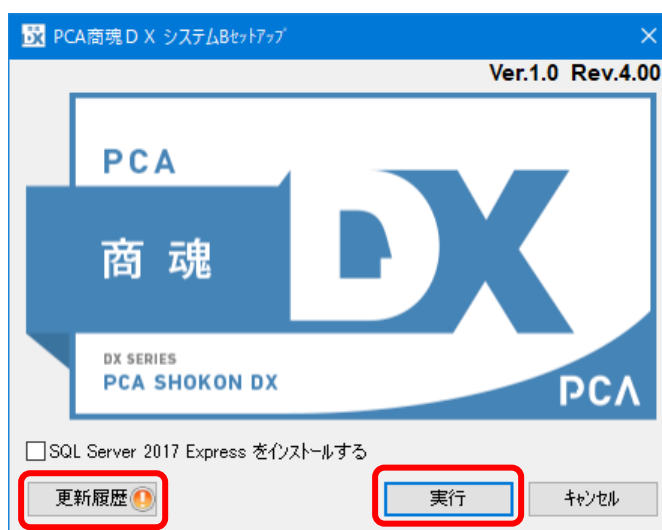 PCA商魂ＤＸ システムBセットアップ
Ver.1.0 Rev.4.00
PCA
商魂
DX
DX SERIES
PCA SHOKON DX
PCA
SQL Server 2017 Express をインストールする
更新履歴 実行 キャンセル